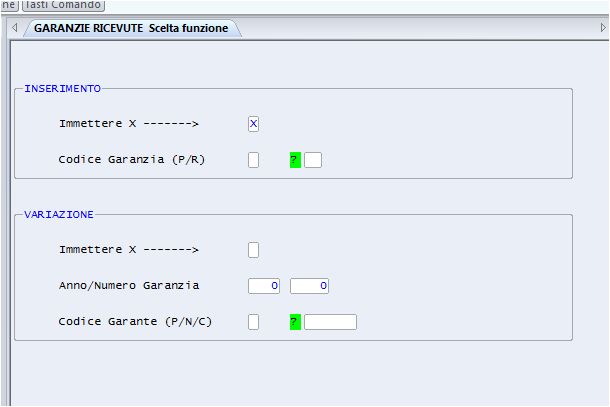 ne Tasti Comando
GARANZIE RICEVUTE Scelta funzione
INSERIMENTO
Immettere X -------> X
Codice Garanzia (P/R) ?
VARIAZIONE
Immettere X ------->
Anno/Numero Garanzia 0 0
Codice Garante (P/N/C) ?